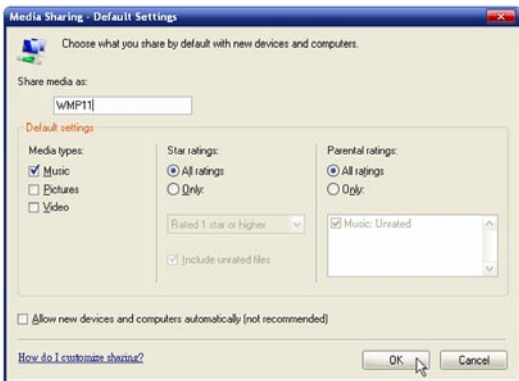 Media Sharing - Default Settings
Choose what you share by default with new devices and computers.
Share media as:
WMP11
Default settings
Media types:
Music
Pictures
Video
Star ratings:
All ratings
Only:
Rated 1 star or higher
Include unrated files
Parental ratings:
All ratings
Only:
Music: Unrated
Allow new devices and computers automatically (not recommended)
How do I customize sharing?
OK
Cancel